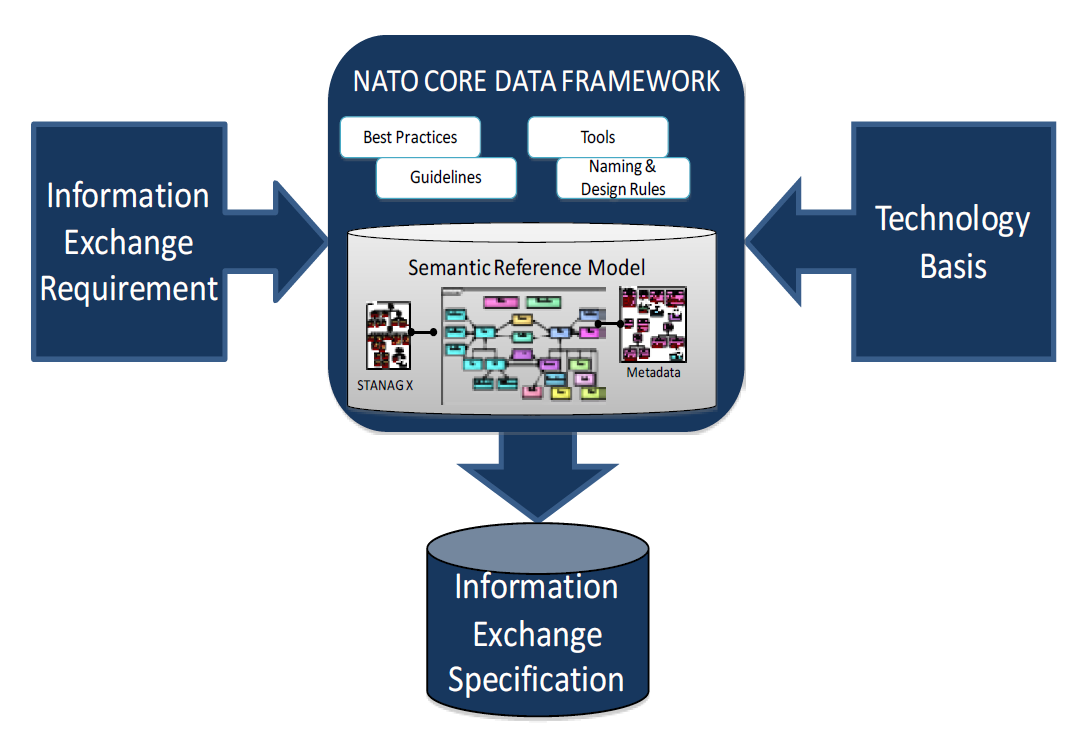 NATO CORE DATA FRAMEWORK
Best Practices
Tools
Guidelines
Naming &
Design Rules
Information
Exchange
Requirement
Technology
Basis
Semantic Reference Model
STANAG X
Metadata
Information
Exchange
Specification